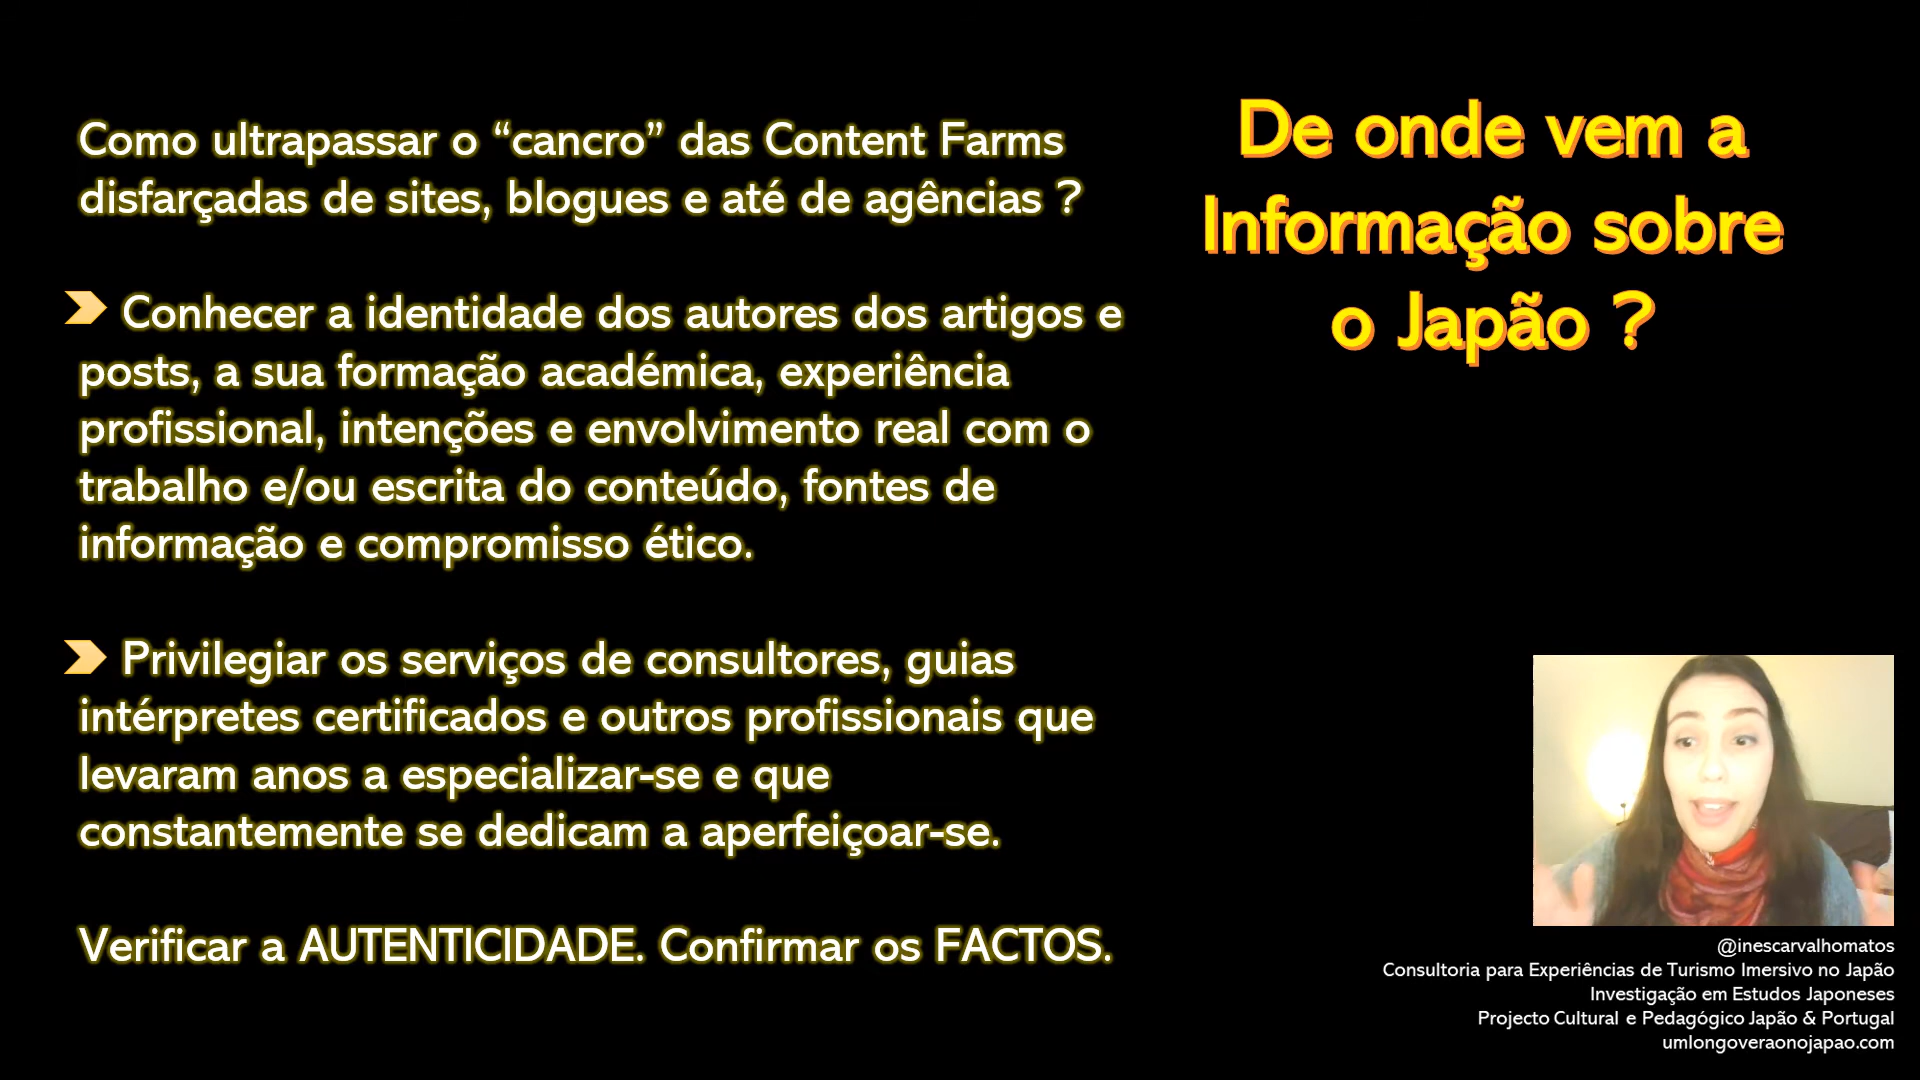 Como ultrapassar o “cancro” das Content Farms
disfarçadas de sites, blogues e até de agências ?
Conhecer a identidade dos autores dos artigos e
posts, a sua formação académica, experiência
profissional, intenções e envolvimento real com o
trabalho e/ou escrita do conteúdo, fontes de
informação e compromisso ético.
Privilegiar os serviços de consultores, guias
intérpretes certificados e outros profissionais que
levaram anos a especializar-se e que
constantemente se dedicam a aperfeiçoar-se.
Verificar a AUTENTICIDADE. Confirmar os FACTOS.
De onde vem a
Informação sobre
o Japão ?
@inescarvalhomatos
Consultoria para Experiências de Turismo Imersivo no Japão
Investigação em Estudos Japoneses
Projecto Cultural e Pedagógico Japão & Portugal
umlongoveraonojapao.com